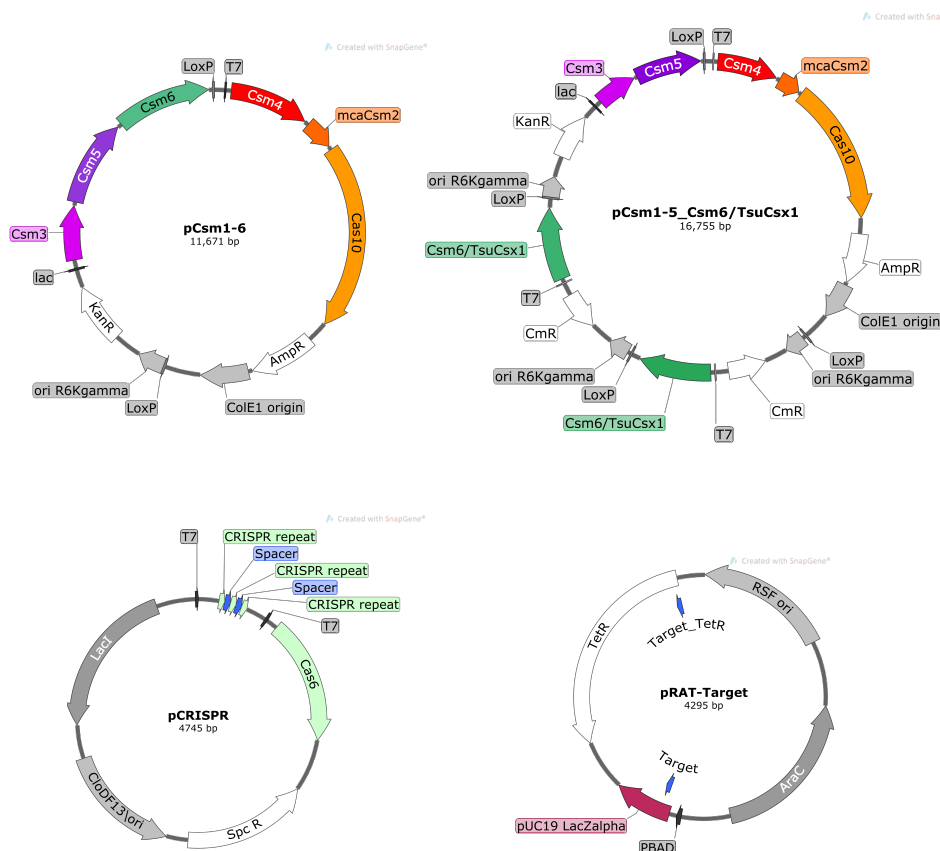 Created with SnapGene®
LoxP
T7
Csm4
mcaCsm2
Cas10
AmpR
ColE1 origin
LoxP
ori R6Kgamma
KanR
lac
Csm3
Csm5
Csm6
pCsm1-6
11,671 bp
Created with Sna
LoxP
T7
Csm4
mcaCsm2
Cas10
AmpR
ColE1 origin
LoxP
ori R6Kgamma
CmR
T7
Csm6/TsuCsx1
LoxP
ori R6Kgamma
CmR
T7
Csm6/TsuCsx1
LoxP
ori R6Kgamma
KanR
lac
Csm3
Csm5
pCsm1-5_Csm6/TsuCsx1
16,755 bp
Created with SnapGene®
T7
CRISPR repeat
Spacer
CRISPR repeat
Spacer
CRISPR repeat
T7
Cas6
Spc R
CloDF13\ori
LacI
pCRISPR
4745 bp
Created with SnapGene®
RSF ori
AraC
PBAD
Target
pUC19 LacZalpha
TetR
Target_TetR
pRAT-Target
4295 bp